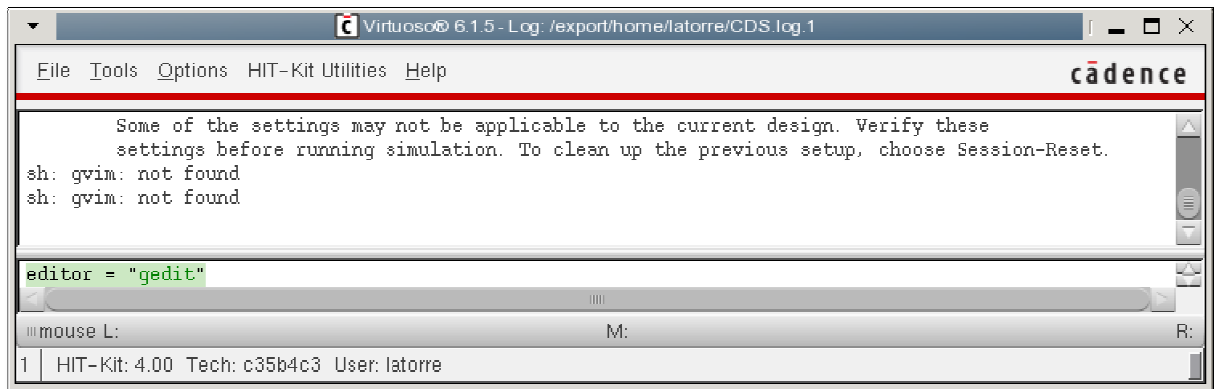 Virtuoso® 6.1.5 - Log: /export/home/latorre/CDS.log.1
File Tools Options HIT-Kit Utilities Help
cādence
Some of the settings may not be applicable to the current design. Verify these
settings before running simulation. To clean up the previous setup, choose Session-Reset.
sh: gvim: not found
sh: gvim: not found
editor = "gedit"
mouse L: M: R:
1 HIT-Kit: 4.00 Tech: c35b4c3 User: latorre